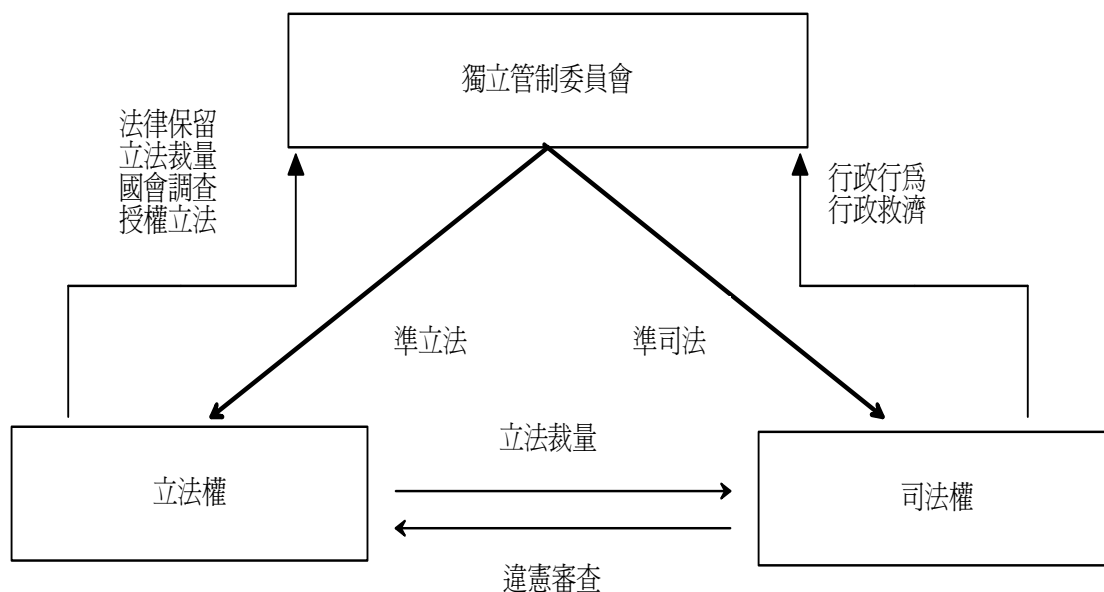 獨立管制委員會
法律保留
立法裁量
國會調查
授權立法
行政行為
行政救濟
準立法
準司法
立法裁量
立法權
司法權
違憲審查